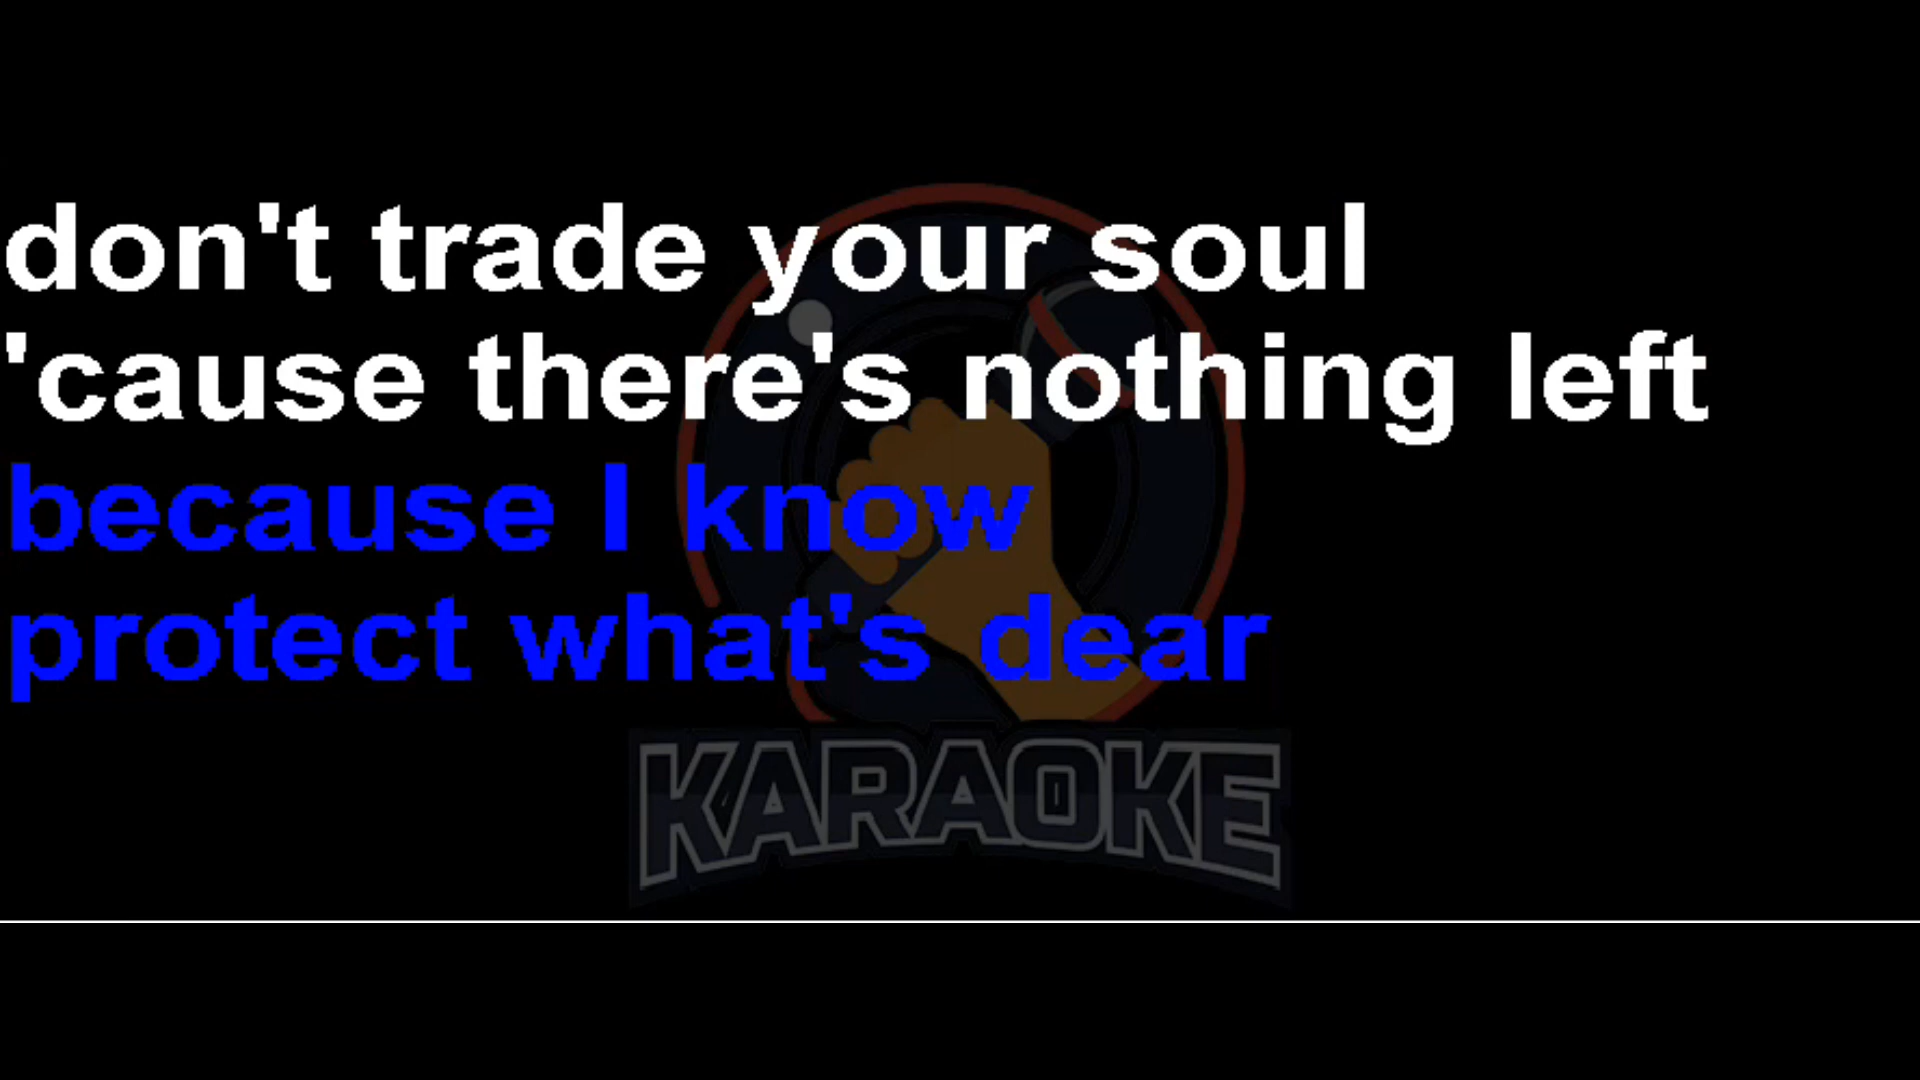 don't trade your soul
'cause there's nothing left
because I know
protect what's dear
KARAOKE